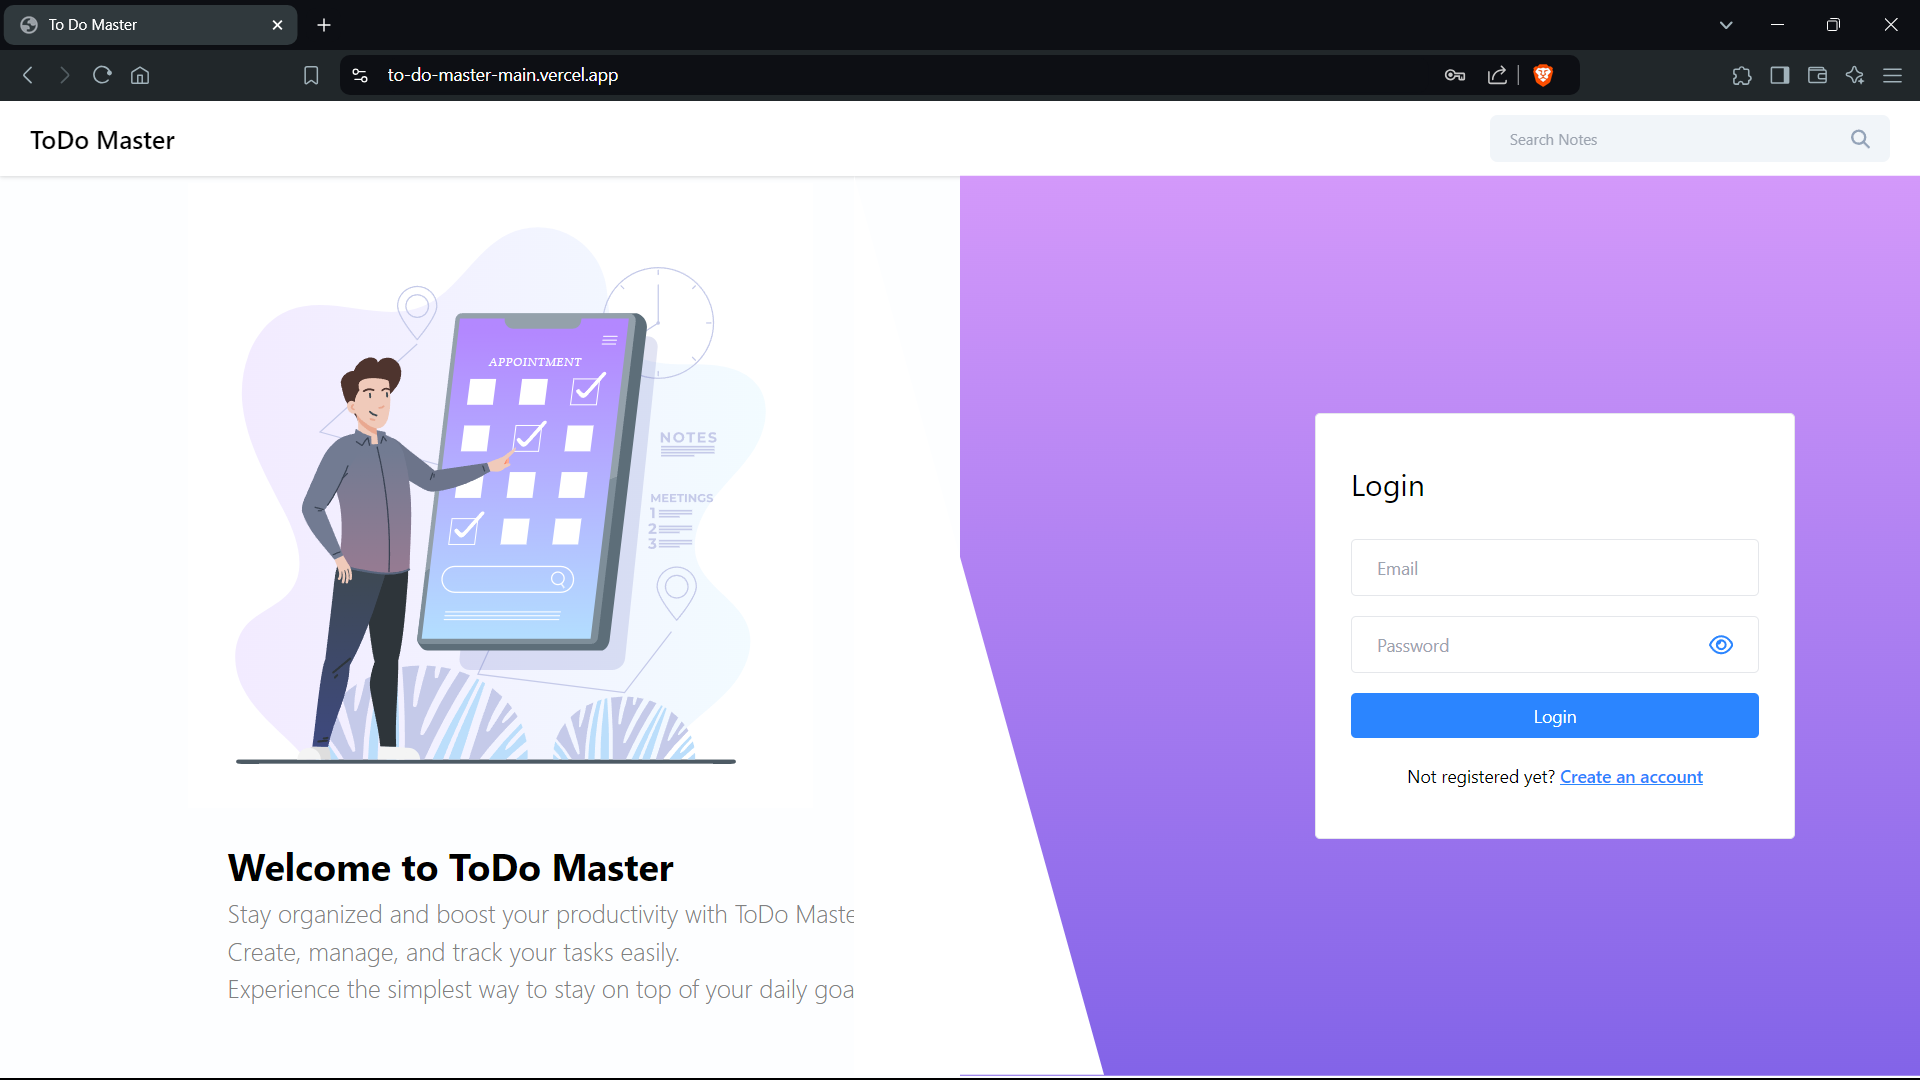 To Do Master
to-do-master-main.vercel.app
ToDo Master
Search Notes
APPOINTMENT
NOTES
MEETINGS
1
2
3
Welcome to ToDo Master
Stay organized and boost your productivity with ToDo Maste
Create, manage, and track your tasks easily.
Experience the simplest way to stay on top of your daily goa
Login
Email
Password
Login
Not registered yet? Create an account